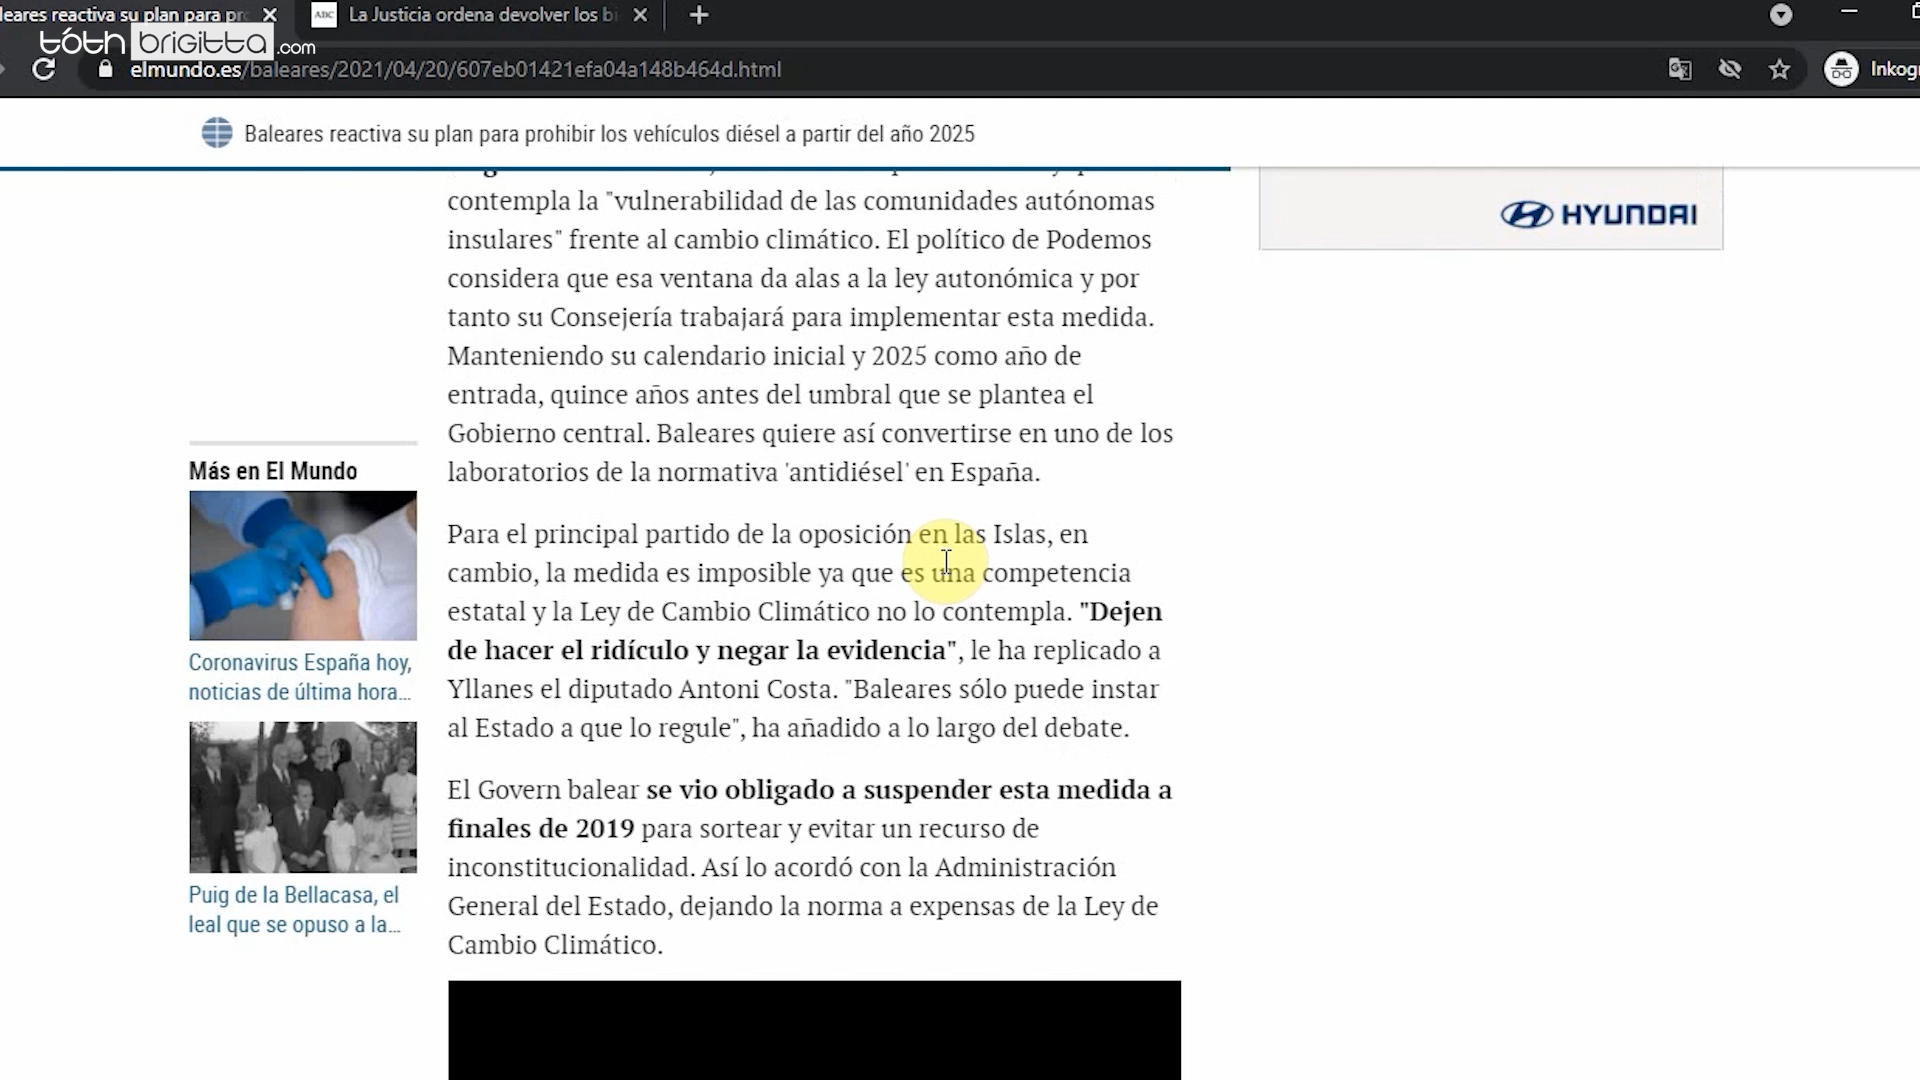 leares reactiva su plan para pr
ABC
La Justicia ordena devolver los bi
tóth brigitta.com
elmundo.es/baleares/2021/04/20/607eb01421efa04a148b464d.html
Inkog
Baleares reactiva su plan para prohibir los vehículos diésel a partir del año 2025
contempla la "vulnerabilidad de las comunidades autónomas
insulares" frente al cambio climático. El político de Podemos
considera que esa ventana da alas a la ley autonómica y por
tanto su Consejería trabajará para implementar esta medida.
Manteniendo su calendario inicial y 2025 como año de
entrada, quince años antes del umbral que se plantea el
Gobierno central. Baleares quiere así convertirse en uno de los
laboratorios de la normativa 'antidiésel' en España.
Para el principal partido de la oposición en las Islas, en
cambio, la medida es imposible ya que es una competencia
estatal y la Ley de Cambio Climático no lo contempla. "Dejen
de hacer el ridículo y negar la evidencia", le ha replicado a
Yllanes el diputado Antoni Costa. "Baleares sólo puede instar
al Estado a que lo regule", ha añadido a lo largo del debate.
El Govern balear se vio obligado a suspender esta medida a
finales de 2019 para sortear y evitar un recurso de
inconstitucionalidad. Así lo acordó con la Administración
General del Estado, dejando la norma a expensas de la Ley de
Cambio Climático.
Más en El Mundo
Coronavirus España hoy,
noticias de última hora...
Puig de la Bellacasa, el
leal que se opuso a la...
HYUNDAI